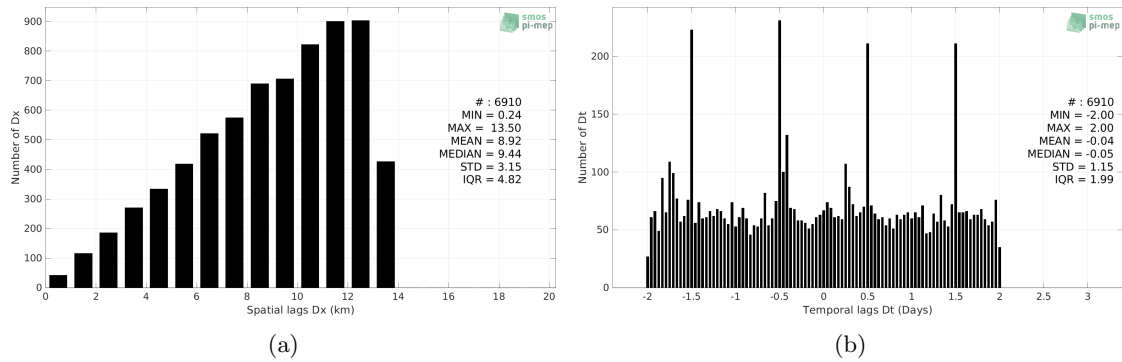 900
800
700
600
500
400
300
200
100
0
Number of Dx
0 2 4 6 8 10 12 14 16 18 20
Spatial lags Dx (km)
smos
pi-mep
# : 6910
MIN = 0.24
MAX = 13.50
MEAN = 8.92
MEDIAN = 9.44
STD = 3.15
IQR = 4.82
(a)
200
150
100
50
0
Number of Dt
-2 -1.5 -1 -0.5 0 0.5 1 1.5 2 2.5 3
Temporal lags Dt (Days)
smos
pi-mep
# : 6910
MIN = -2.00
MAX = 2.00
MEAN = -0.04
MEDIAN = -0.05
STD = 1.15
IQR = 1.99
(b)